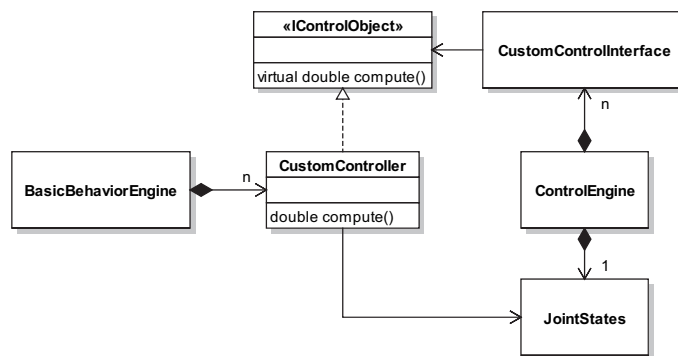 «IControlObject»
virtual double compute()
CustomControlInterface
n
BasicBehaviorEngine
n
CustomController
double compute()
ControlEngine
1
JointStates